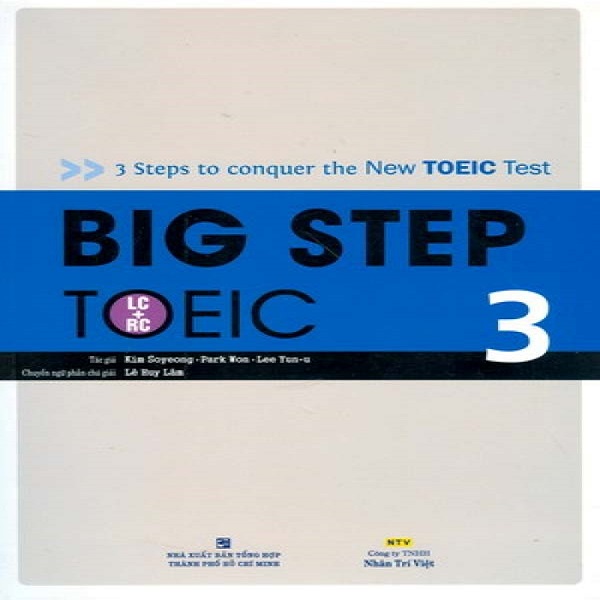 >> 3 Steps to conquer the New TOEIC Test
BIG STEP
TOEIC
LC
+
RC
3
Tác giả Kim Soyeong · Park Won · Lee Yun-u
Chuyển ngữ phần chú giải Lê Huy Lâm
NHÀ XUẤT BẢN TỔNG HỢP
THÀNH PHỐ HỒ CHÍ MINH
NTV
Công ty TNHH
Nhân Trí Việt